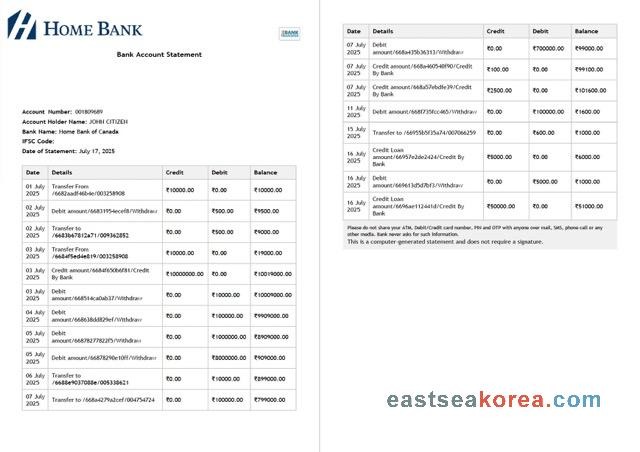 HOME BANK
Bank Account Statement
Account Number: 001809689
Account Holder Name: JOHN CITIZEN
Bank Name: Home Bank of Canada
IFSC Code:
Date of Statement: July 17, 2025
Date Details Credit Debit Balance
01 July 2025 Transfer From /6682aadf46b4e/003258908 ₹10000.00 ₹0.00 ₹10000.00
02 July 2025 Debit amount/66831954ecef8/Withdraw ₹0.00 ₹500.00 ₹9500.00
02 July 2025 Transfer to /6683b67812a71/009362852 ₹0.00 ₹500.00 ₹9000.00
03 July 2025 Transfer From /6684f5ed4e819/003258908 ₹10000.00 ₹0.00 ₹19000.00
03 July 2025 Credit amount/6684f650b6f81/Credit By Bank ₹10000000.00 ₹0.00 ₹10019000.00
03 July 2025 Debit amount/668514ca0ab37/Withdraw ₹0.00 ₹10000.00 ₹10009000.00
04 July 2025 Debit amount/668638dd829ef/Withdraw ₹0.00 ₹100000.00 ₹9909000.00
05 July 2025 Debit amount/66878277822f5/Withdraw ₹0.00 ₹1000000.00 ₹8909000.00
05 July 2025 Debit amount/66878290e10ff/Withdraw ₹0.00 ₹8000000.00 ₹909000.00
06 July 2025 Transfer to /6688e9037088e/005338621 ₹0.00 ₹10000.00 ₹899000.00
07 July 2025 Transfer to /668a4279a2cef/004754724 ₹0.00 ₹100000.00 ₹799000.00
Date Details Credit Debit Balance
07 July 2025 Debit amount/668a435b36313/Withdraw ₹0.00 ₹700000.00 ₹99000.00
07 July 2025 Credit amount/668a460540f90/Credit By Bank ₹100.00 ₹0.00 ₹99100.00
07 July 2025 Credit amount/668a57ebdfe39/Credit By Bank ₹2500.00 ₹0.00 ₹101600.00
11 July 2025 Debit amount/668f735fcc465/Withdraw ₹0.00 ₹100000.00 ₹1600.00
15 July 2025 Transfer to /66955b5f35a74/007066259 ₹0.00 ₹600.00 ₹1000.00
16 July 2025 Credit Loan amount/66957e2de2424/Credit By Bank ₹5000.00 ₹0.00 ₹6000.00
16 July 2025 Debit amount/669613d5d7bf3/Withdraw ₹0.00 ₹5000.00 ₹1000.00
16 July 2025 Credit Loan amount/6696ae112441d/Credit By Bank ₹50000.00 ₹0.00 ₹51000.00
Please do not share your ATM, Debit/Credit card number, PIN and OTP with anyone over mail, SMS, phone call or any
other media. Bank never asks for such information.
This is a computer-generated statement and does not require a signature.
eastseakorea.com